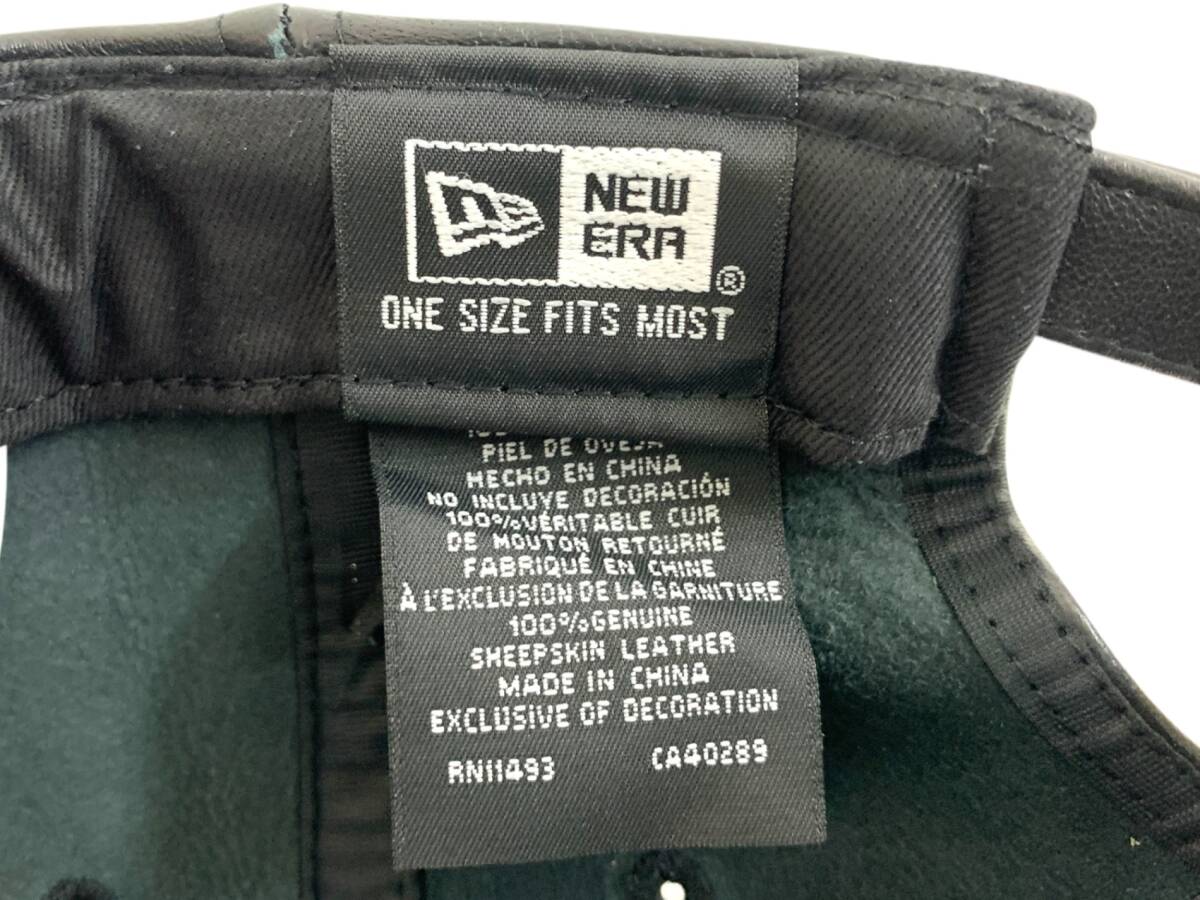 NEW
ERA
®
ONE SIZE FITS MOST
PIEL DE OVEJA
HECHO EN CHINA
NO INCLUYE DECORACIÓN
100% VÉRITABLE CUIR
DE MOUTON RETOURNÉ
FABRIQUÉ EN CHINE
À L'EXCLUSION DE LA GARNITURE
100% GENUINE
SHEEPSKIN LEATHER
MADE IN CHINA
EXCLUSIVE OF DECORATION
RN11493 CA40289